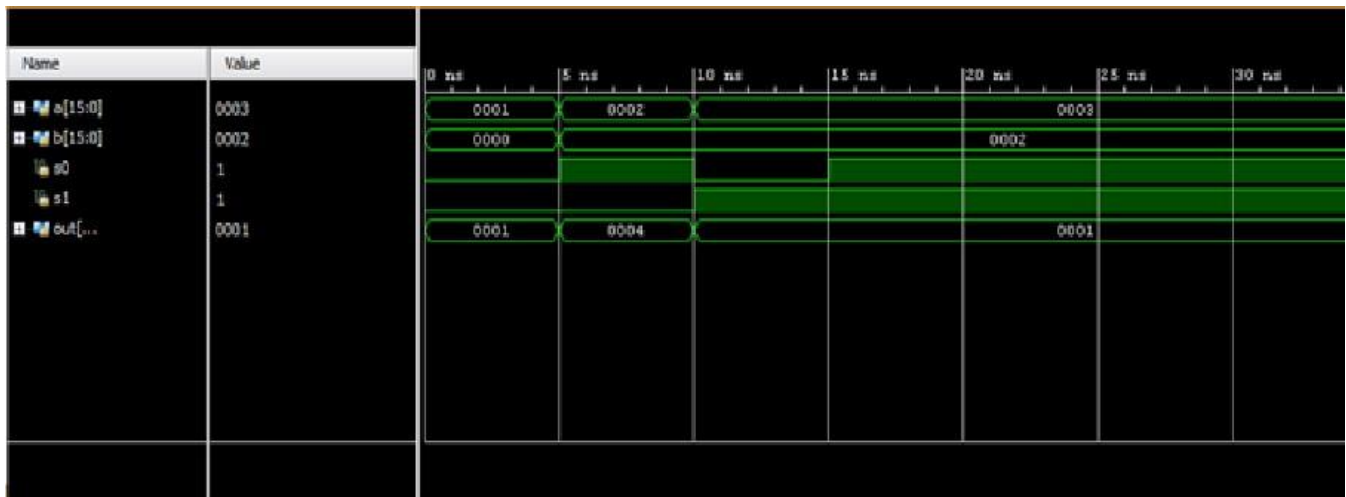 Name Value
0 ns 5 ns 10 ns 15 ns 20 ns 25 ns 30 ns
a[15:0] 0003 0001 0002 0003
b[15:0] 0002 0000 0002
s0 1
s1 1
out[... 0001 0001 0004 0001